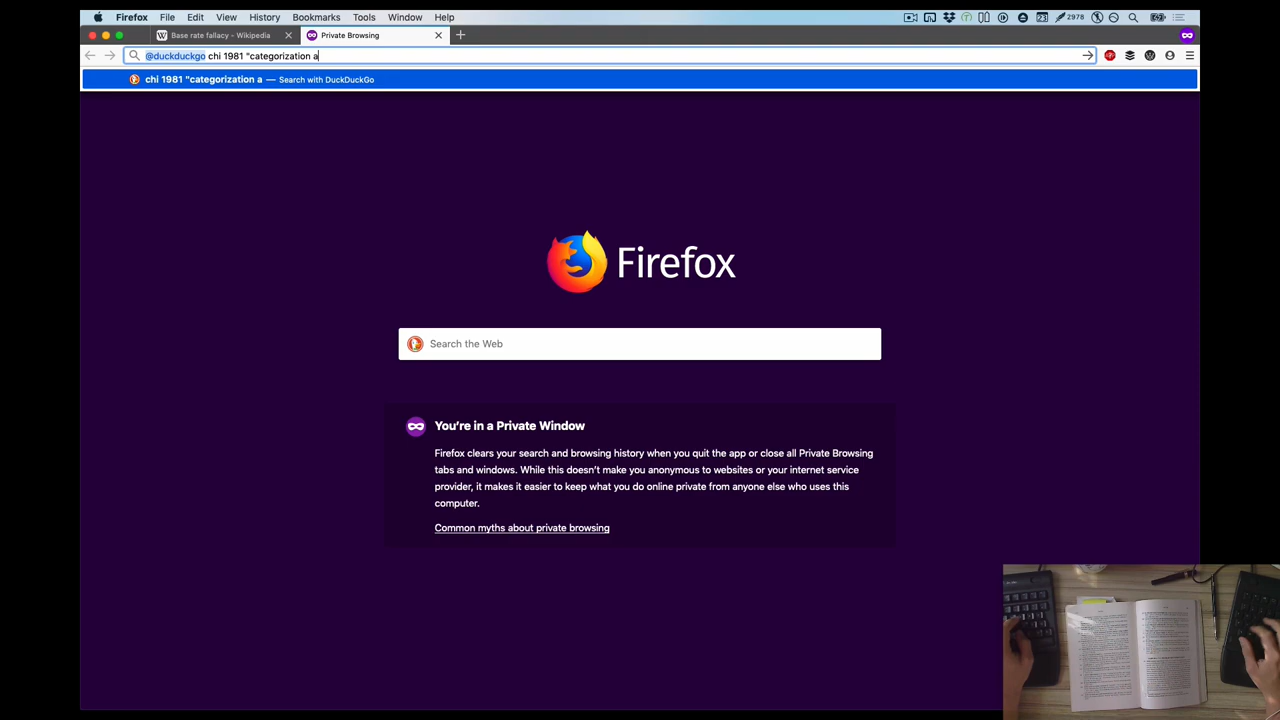 Firefox File Edit View History Bookmarks Tools Window Help
2978
Base rate fallacy - Wikipedia
Private Browsing
@duckduckgo chi 1981 "categorization a
chi 1981 "categorization a — Search with DuckDuckGo
Firefox
Search the Web
You're in a Private Window
Firefox clears your search and browsing history when you quit the app or close all Private Browsing
tabs and windows. While this doesn't make you anonymous to websites or your internet service
provider, it makes it easier to keep what you do online private from anyone else who uses this
computer.
Common myths about private browsing